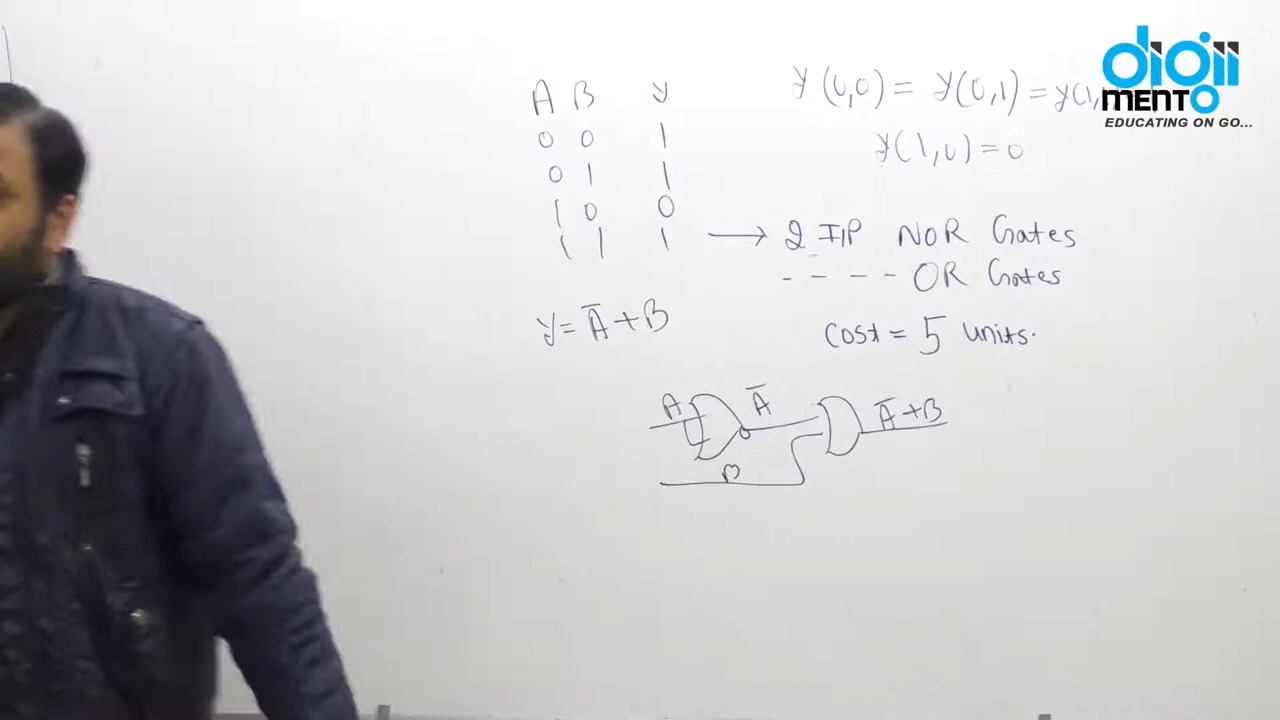 A B y
0 0 1
0 1 1
1 0 0
1 1 1
y = A̅ + B
y(0,0) = y(0,1) = y(1,
y(1,0) = 0
→ 2 I/P NOR Gates
- - - - OR Gates
Cost = 5 units.
A A̅ A̅ + B
B
digii
MENTO
EDUCATING ON GO...